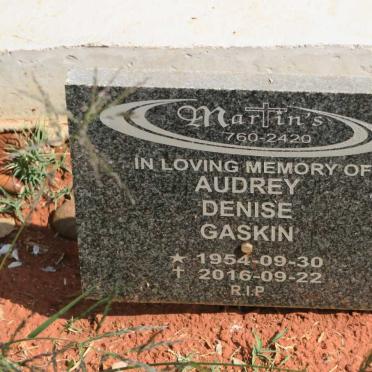 Martin's
760-2420
IN LOVING MEMORY OF
AUDREY
DENISE
GASKIN
★ 1954-09-30
✝ 2016-09-22
R.I.P